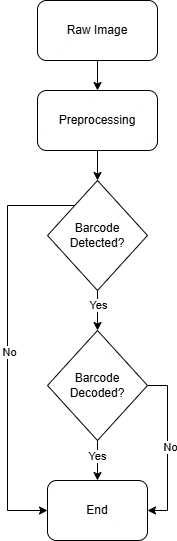 Raw Image
Preprocessing
Barcode
Detected?
Yes
No
Barcode
Decoded?
No
Yes
End